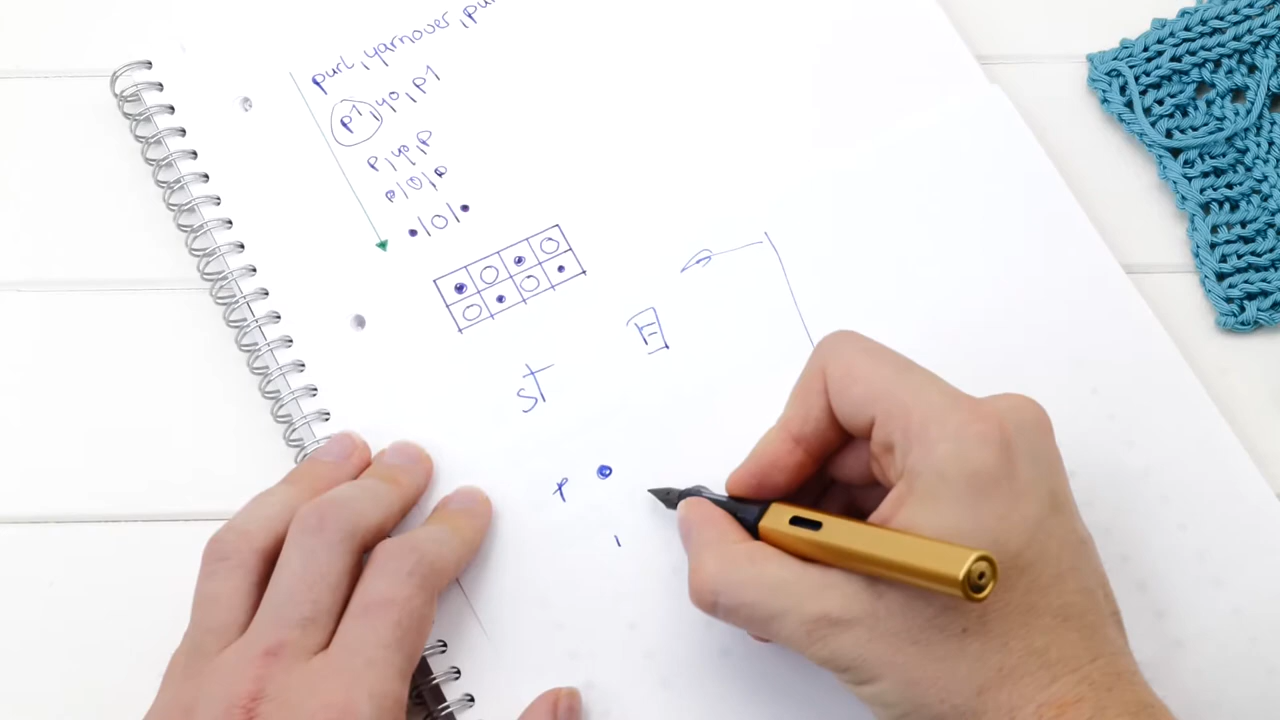 purl, yarnover, pu
p1, yo, p1
p, yo, p
p/O/p
•/O/•
E
st
p •